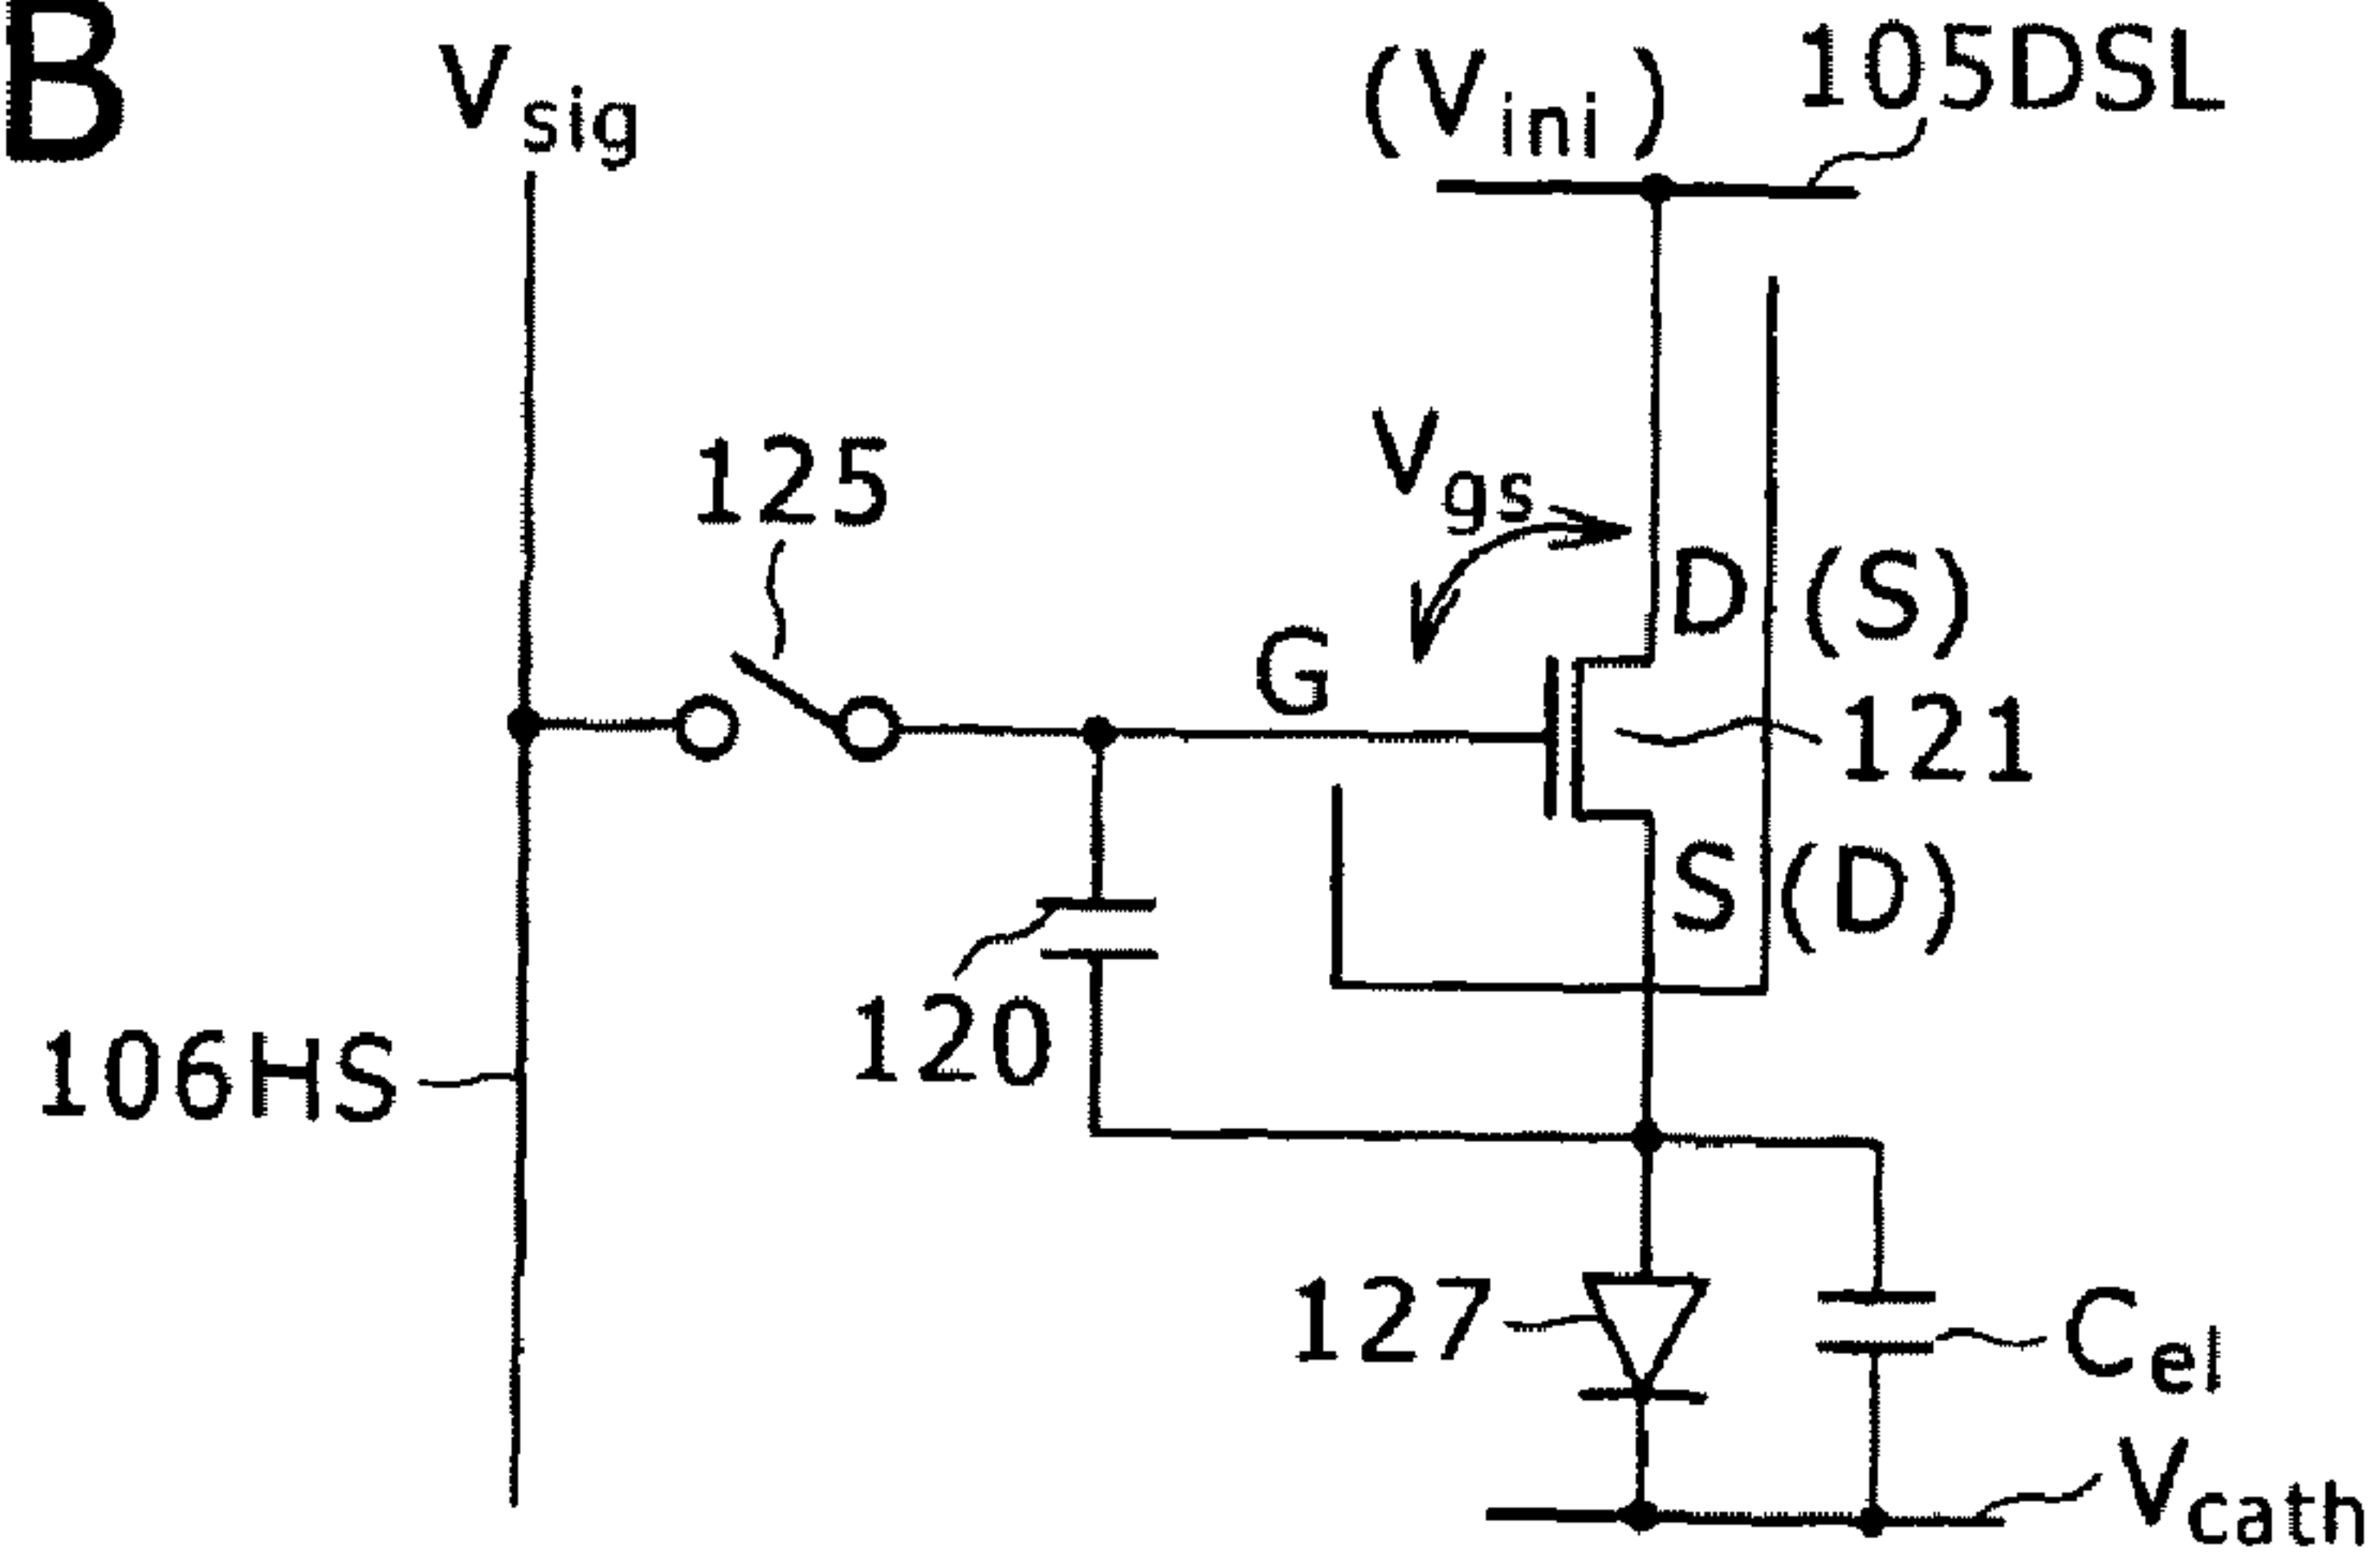 B
Vsig
(Vini)
105DSL
125
Vgs
D (S)
G
121
S (D)
120
106HS
127
Cel
Vcath